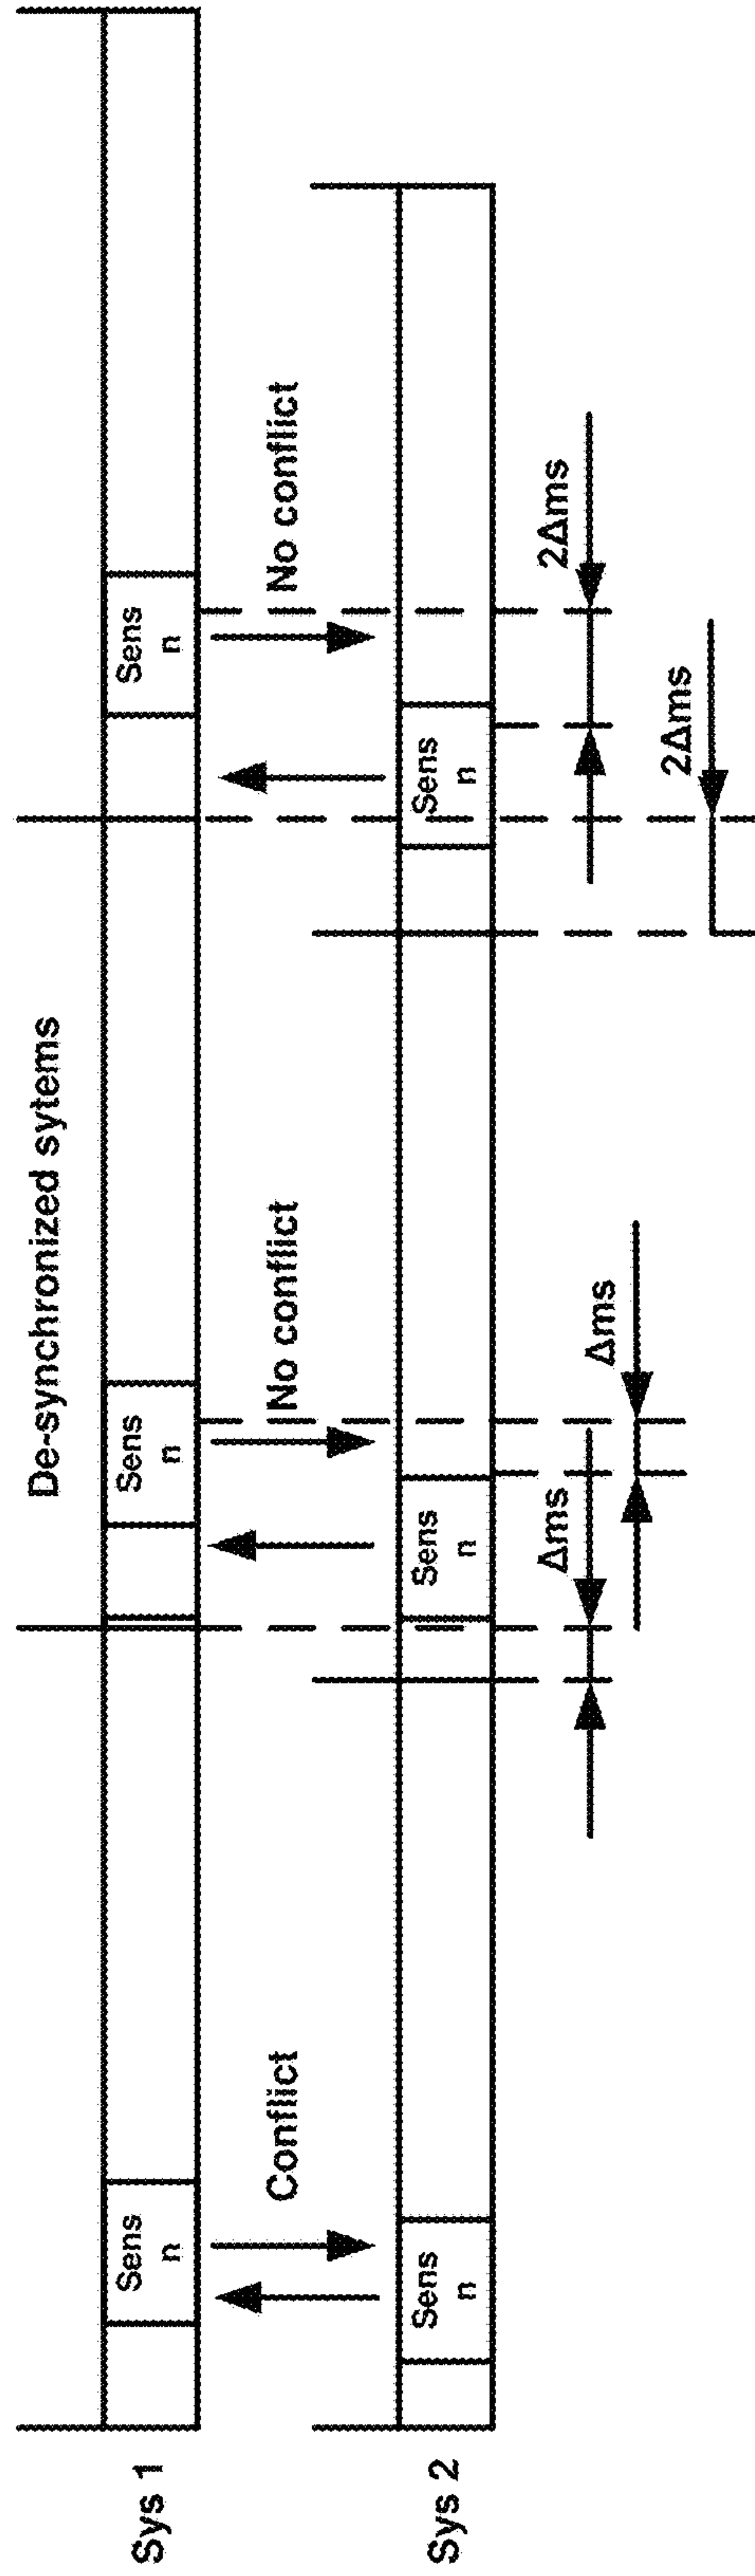 De-synchronized sytems
Sys 1
Sens
n
Sens
n
Sens
n
Conflict
No conflict
No conflict
Sys 2
Sens
n
Sens
n
Sens
n
Δms
2Δms
Δms
2Δms